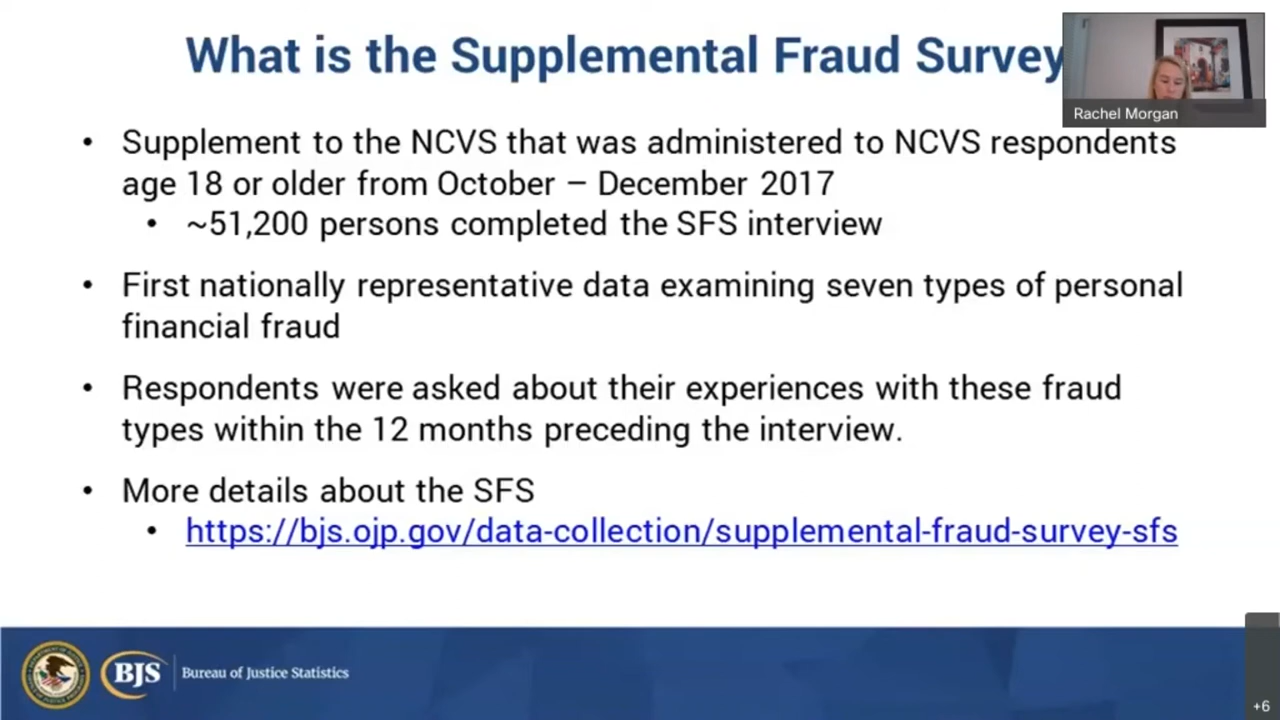 What is the Supplemental Fraud Survey
Rachel Morgan
• Supplement to the NCVS that was administered to NCVS respondents
age 18 or older from October – December 2017
• ~51,200 persons completed the SFS interview
• First nationally representative data examining seven types of personal
financial fraud
• Respondents were asked about their experiences with these fraud
types within the 12 months preceding the interview.
• More details about the SFS
• https://bjs.ojp.gov/data-collection/supplemental-fraud-survey-sfs
BJS
Bureau of Justice Statistics
+6